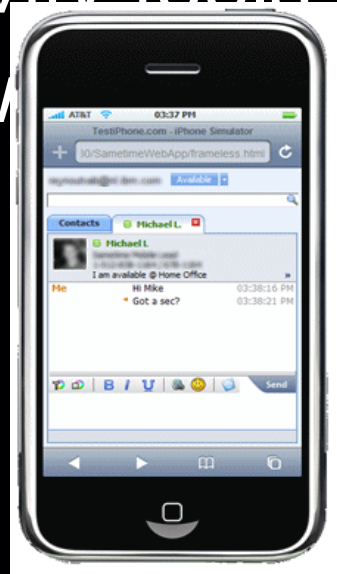 AT&T 03:37 PM
TestiPhone.com - iPhone Simulator
30/SametimeWebApp/frameless.html
Available
Contacts Michael L.
Michael L
I am available @ Home Office »
Me Hi Mike 03:38:16 PM
Got a sec? 03:38:21 PM
B I U Send